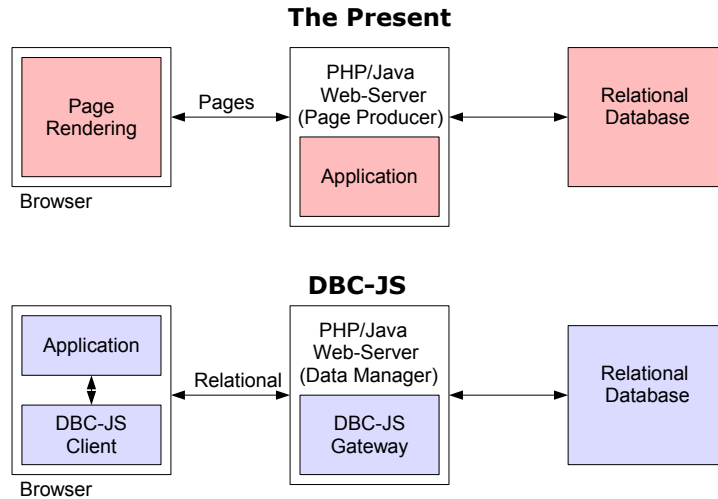 The Present
Page
Rendering
Browser
Pages
PHP/Java
Web-Server
(Page Producer)
Application
Relational
Database
DBC-JS
Application
DBC-JS
Client
Browser
Relational
PHP/Java
Web-Server
(Data Manager)
DBC-JS
Gateway
Relational
Database